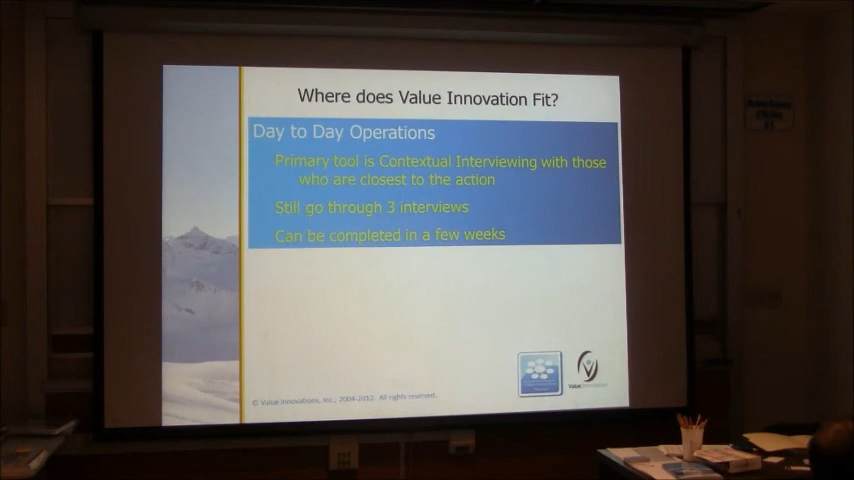 Where does Value Innovation Fit?
Day to Day Operations
Primary tool is Contextual Interviewing with those
who are closest to the action
Still go through 3 interviews
Can be completed in a few weeks
© Value Innovations, Inc., 2004-2012. All rights reserved.